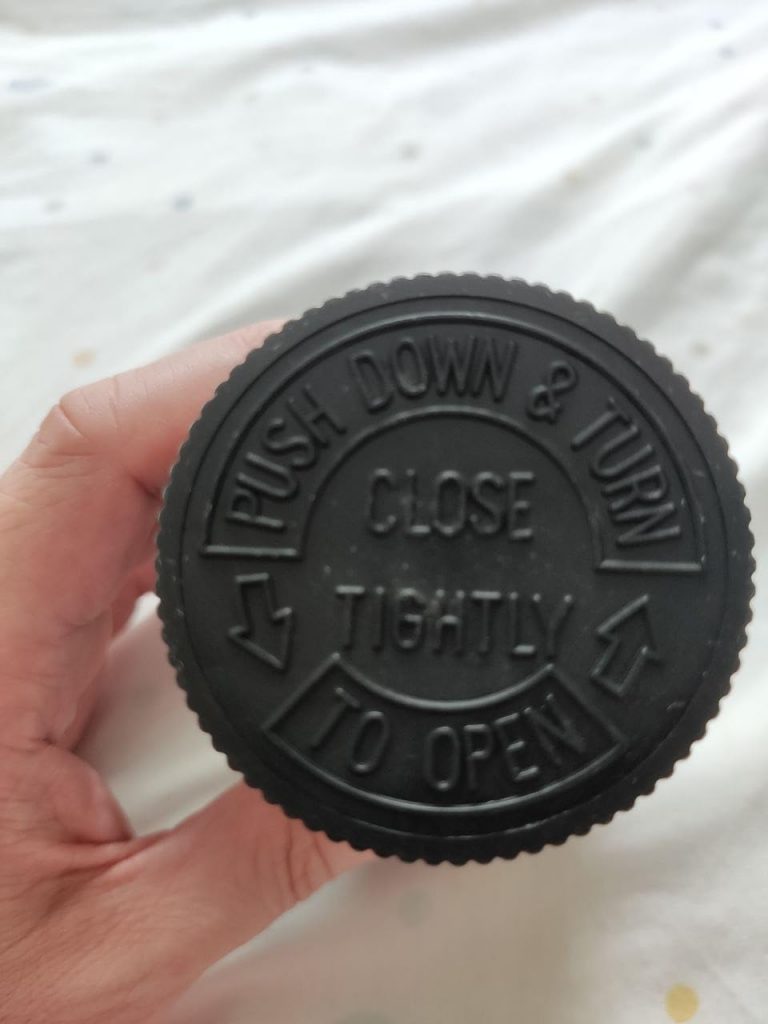 PUSH DOWN & TURN
CLOSE
TIGHTLY
TO OPEN